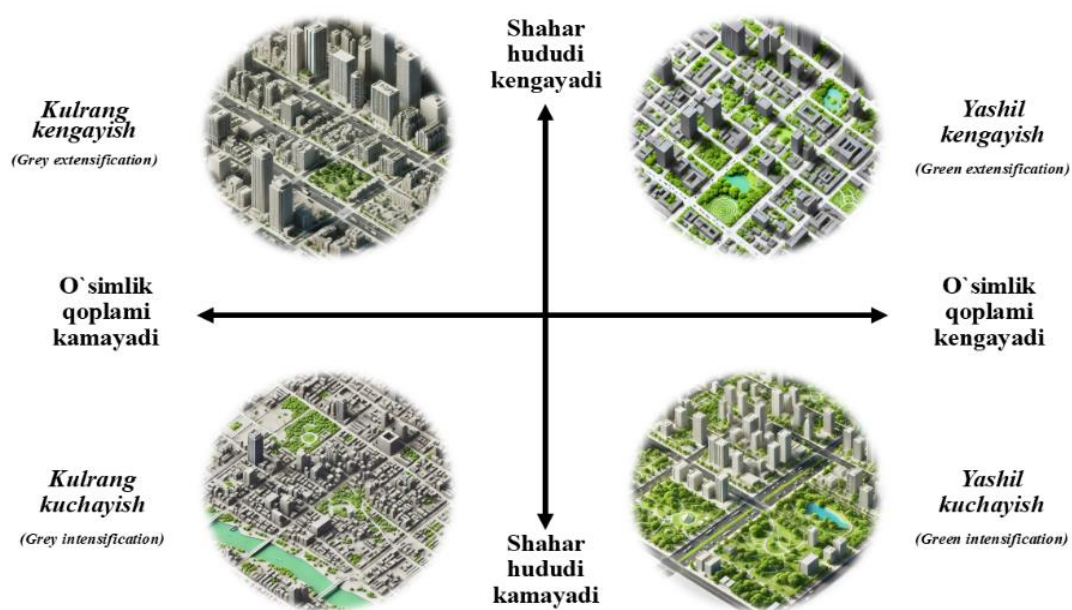 Shahar
hududi
kengayadi
Kulrang
kengayish
(Grey extensification)
Yashil
kengayish
(Green extensification)
O`simlik
qoplami
kamayadi
O`simlik
qoplami
kengayadi
Kulrang
kuchayish
(Grey intensification)
Yashil
kuchayish
(Green intensification)
Shahar
hududi
kamayadi